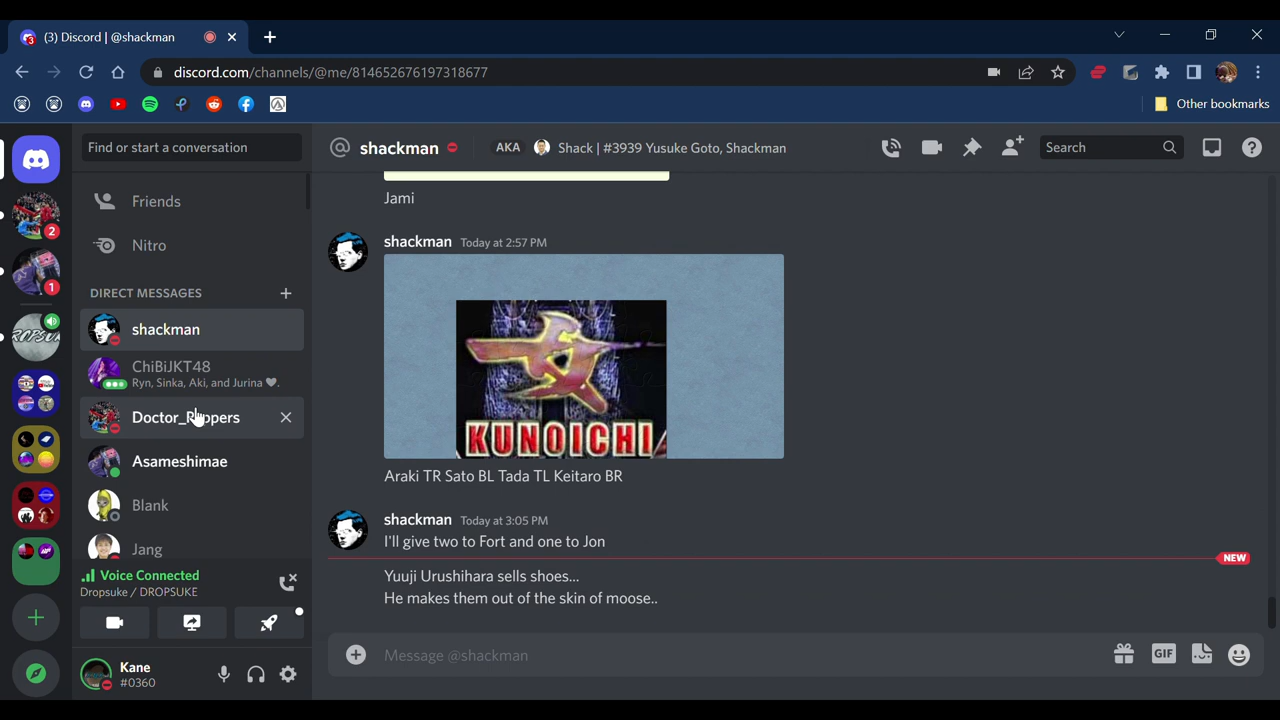 (3) Discord | @shackman
discord.com/channels/@me/814652676197318677
Other bookmarks
Find or start a conversation
Friends
Nitro
DIRECT MESSAGES
shackman
ChiBiJKT48
Ryn, Sinka, Aki, and Jurina
Asameshimae
Blank
Jang
Voice Connected
Dropsuke / DROPSUKE
Kane
#0360
2
1
shackman
AKA
Shack | #3939 Yusuke Goto, Shackman
Search
Jami
shackman Today at 2:57 PM
KUNOICHI
Araki TR Sato BL Tada TL Keitaro BR
shackman Today at 3:05 PM
I'll give two to Fort and one to Jon
NEW
Yuuji Urushihara sells shoes...
He makes them out of the skin of moose..
Message @shackman
GIF